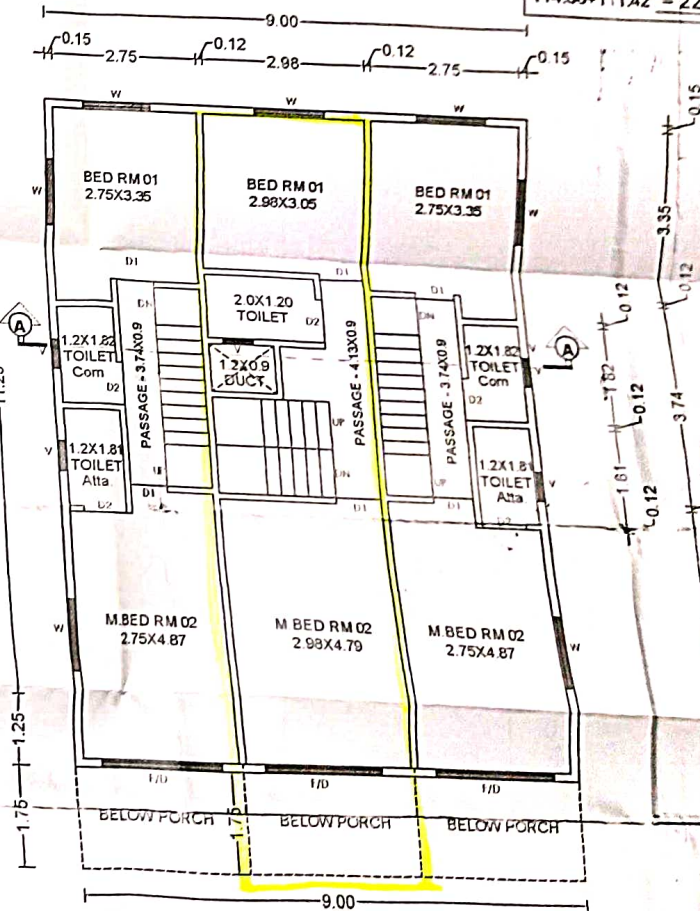 9.00
0.15
2.75
0.12
2.98
0.12
2.75
0.15
W
W
W
0.15
BED RM 01
2.75X3.35
BED RM 01
2.98X3.05
BED RM 01
2.75X3.35
W
W
3.35
D1
D1
D1
0.12
0.12
DN
2.0X1.20
TOILET
D2
DN
A
A
V
V
1.2X1.82
TOILET
Com
D2
1.2X0.9
DUCT
1.2X1.82
TOILET
Com
D2
1.82
PASSAGE - 3.74X0.9
PASSAGE - 4.13X0.9
PASSAGE - 3.74X0.9
0.12
3.74
UP
DN
V
1.2X1.81
TOILET
Atta.
D2
UP
D1
1.2X1.81
TOILET
Atta.
V
UP
D1
D1
1.81
0.12
W
M.BED RM 02
2.75X4.87
M.BED RM 02
2.98X4.79
M.BED RM 02
2.75X4.87
W
1.25
F/D
F/D
F/D
1.75
BELOW PORCH
1.75
BELOW PORCH
BELOW PORCH
9.00